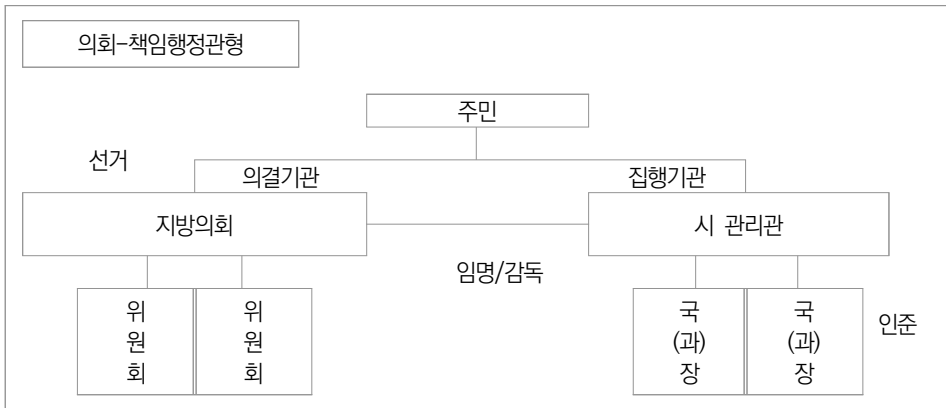 의회-책임행정관형
주민
선거
의결기관
집행기관
지방의회
시 관리관
임명/감독
위
원
회
위
원
회
국
(과)
장
국
(과)
장
인준